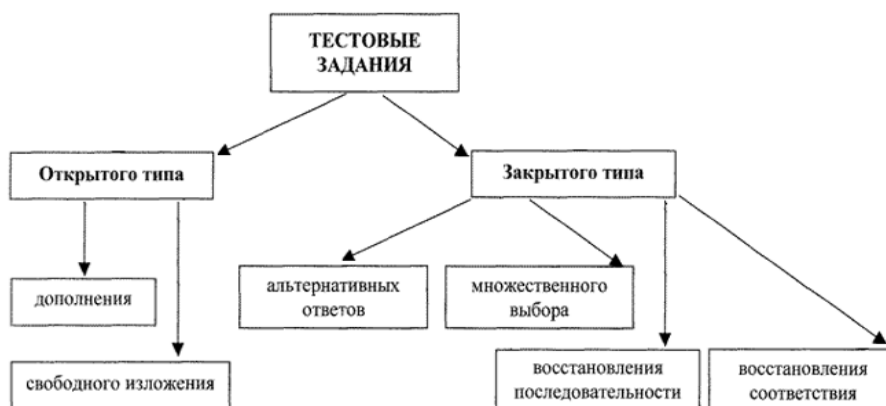 ТЕСТОВЫЕ
ЗАДАНИЯ
Открытого типа
Закрытого типа
альтернативных
ответов
множественного
выбора
дополнения
свободного изложения
восстановления
последовательности
восстановления
соответствия